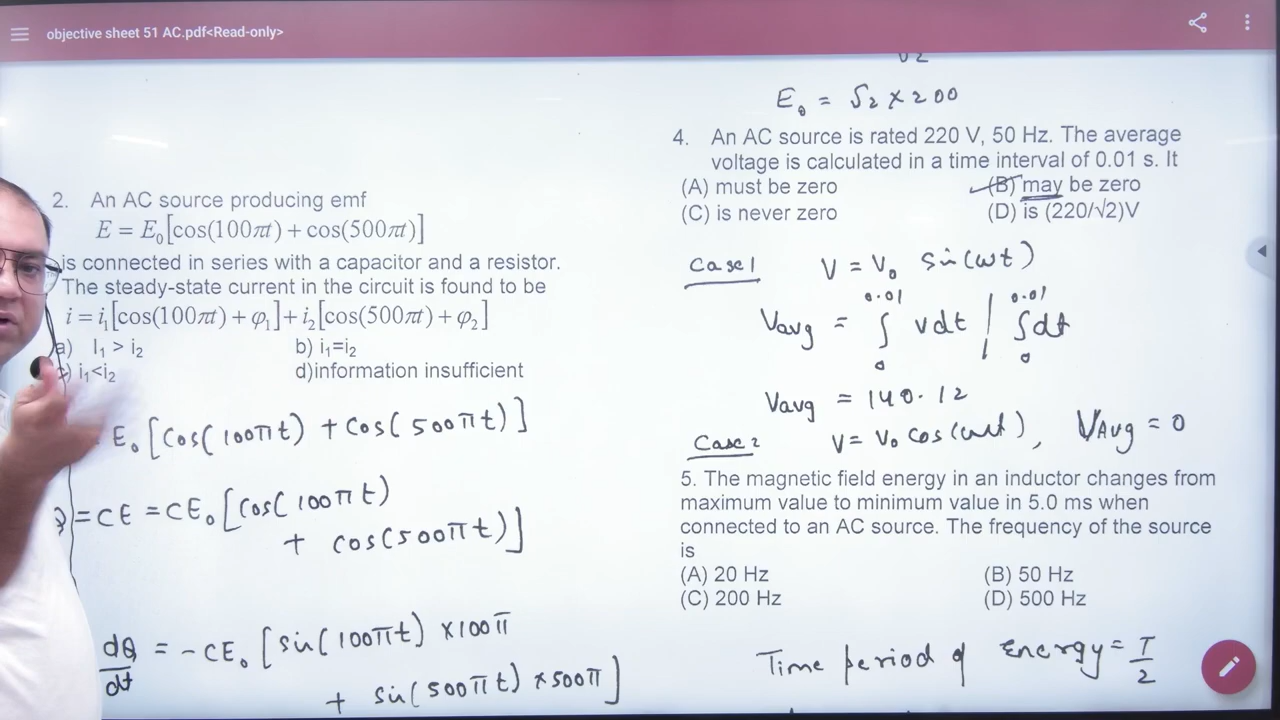 objective sheet 51 AC.pdf<Read-only>
2. An AC source producing emf
E = E₀[cos(100πt) + cos(500πt)]
is connected in series with a capacitor and a resistor.
The steady-state current in the circuit is found to be
i = i₁[cos(100πt) + φ₁] + i₂[cos(500πt) + φ₂]
a) I₁ > i₂ b) i₁=i₂
i₁<i₂ d)information insufficient
E₀ [cos(100πt) + cos(500πt)]
= CE = CE₀ [cos(100πt)
+ cos(500πt)]
dQ/dt = -CE₀ [sin(100πt) ×100π
+ sin(500πt) ×500π]
E₀ = √2 × 200
4. An AC source is rated 220 V, 50 Hz. The average
voltage is calculated in a time interval of 0.01 s. It
(A) must be zero (B) may be zero
(C) is never zero (D) is (220/√2)V
Case 1 V = V₀ sin(ωt)
Vavg = ∫₀^0.01 vdt / ∫₀^0.01 dt
Vavg = 140.12
Case 2 V = V₀ cos(ωt), VAvg = 0
5. The magnetic field energy in an inductor changes from
maximum value to minimum value in 5.0 ms when
connected to an AC source. The frequency of the source
is
(A) 20 Hz (B) 50 Hz
(C) 200 Hz (D) 500 Hz
Time period of energy = T/2